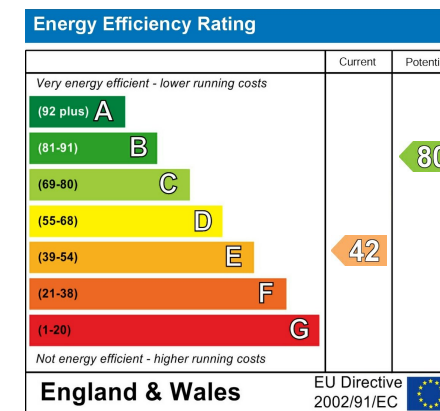 Energy Efficiency Rating
Current Potenti
Very energy efficient - lower running costs
(92 plus) A
(81-91) B
80
(69-80) C
(55-68) D
(39-54) E
42
(21-38) F
(1-20) G
Not energy efficient - higher running costs
England & Wales
EU Directive
2002/91/EC